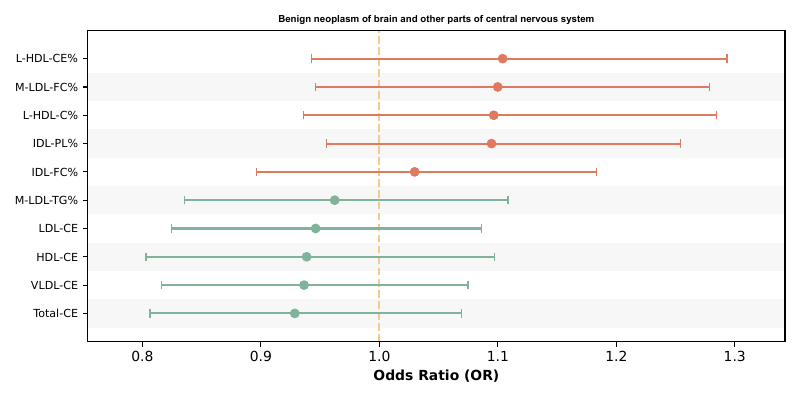 Benign neoplasm of brain and other parts of central nervous system
L-HDL-CE%
M-LDL-FC%
L-HDL-C%
IDL-PL%
IDL-FC%
M-LDL-TG%
LDL-CE
HDL-CE
VLDL-CE
Total-CE
0.8 0.9 1.0 1.1 1.2 1.3
Odds Ratio (OR)